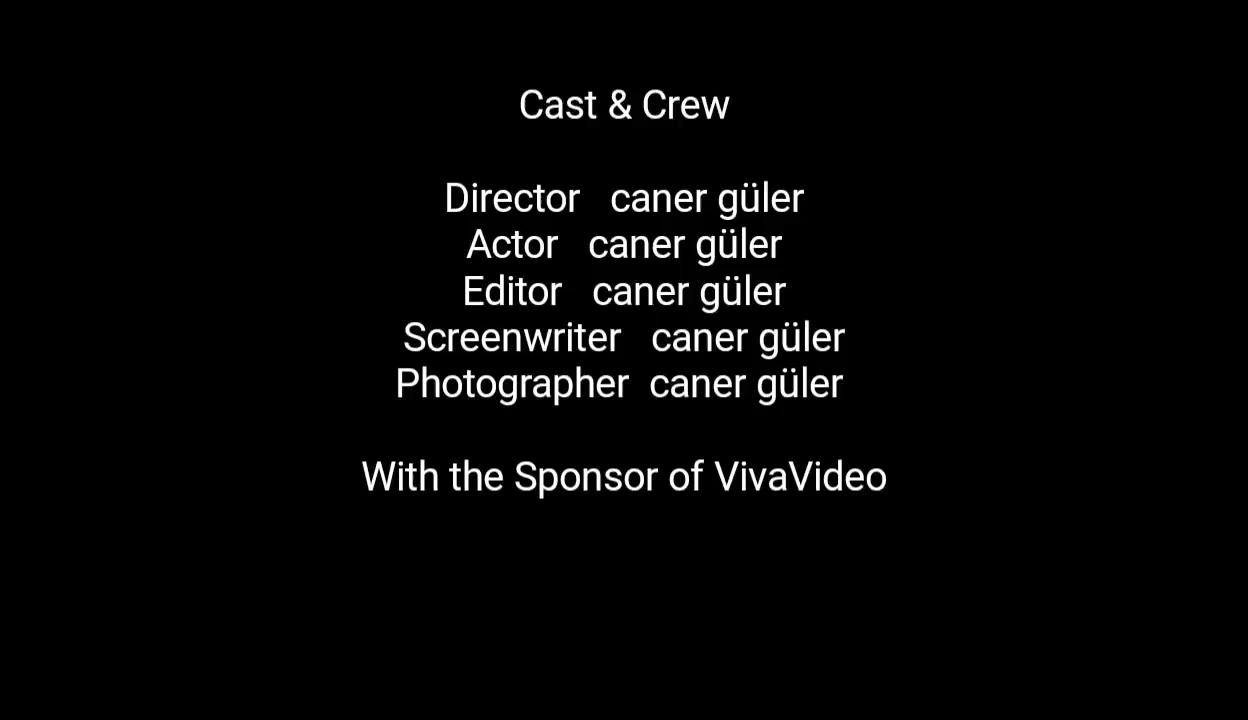 Cast & Crew
Director caner güler
Actor caner güler
Editor caner güler
Screenwriter caner güler
Photographer caner güler
With the Sponsor of VivaVideo